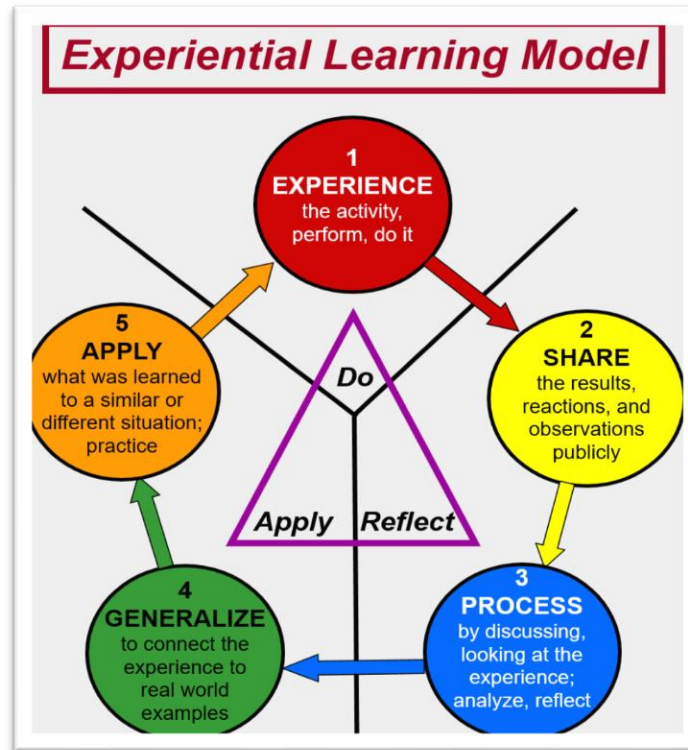 Experiential Learning Model
1
EXPERIENCE
the activity,
perform, do it
2
SHARE
the results,
reactions, and
observations
publicly
3
PROCESS
by discussing,
looking at the
experience;
analyze, reflect
4
GENERALIZE
to connect the
experience to
real world
examples
5
APPLY
what was learned
to a similar or
different situation;
practice
Do
Apply
Reflect